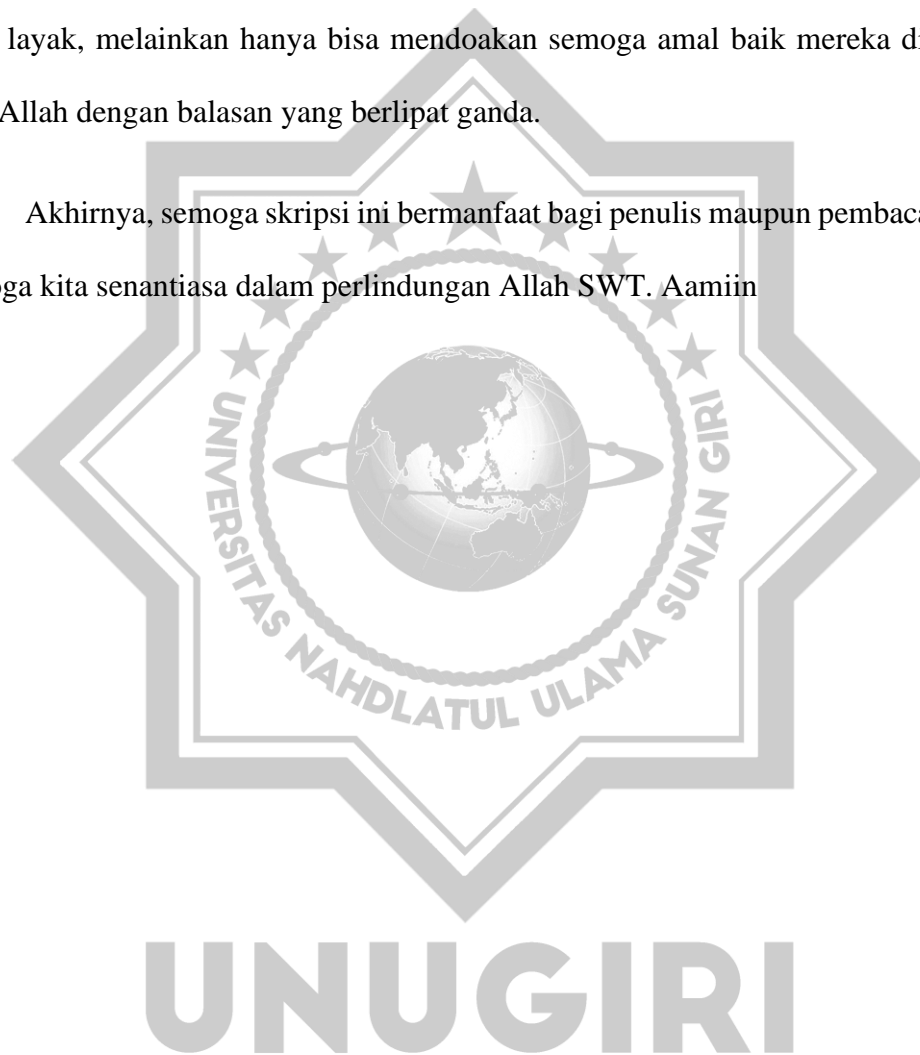 layak, melainkan hanya bisa mendoakan semoga amal baik mereka di
Allah dengan balasan yang berlipat ganda.
Akhirnya, semoga skripsi ini bermanfaat bagi penulis maupun pembaca
oga kita senantiasa dalam perlindungan Allah SWT. Aamiin
UNIVERSITAS NAHDLATUL ULAMA SUNAN GIRI
UNUGIRI